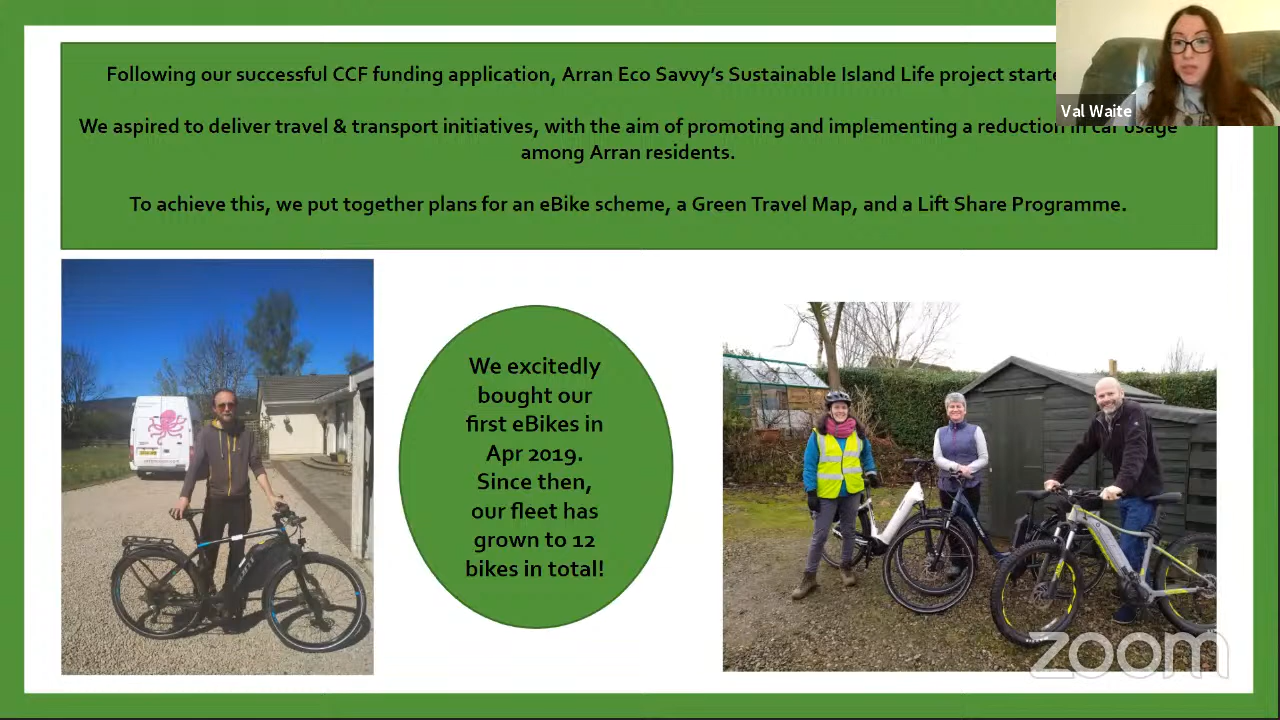 Following our successful CCF funding application, Arran Eco Savvy's Sustainable Island Life project
Val Waite
We aspired to deliver travel & transport initiatives, with the aim of promoting and implementing a reduction in car usage
among Arran residents.
To achieve this, we put together plans for an eBike scheme, a Green Travel Map, and a Lift Share Programme.
We excitedly
bought our
first eBikes in
Apr 2019.
Since then,
our fleet has
grown to 12
bikes in total!
zoom